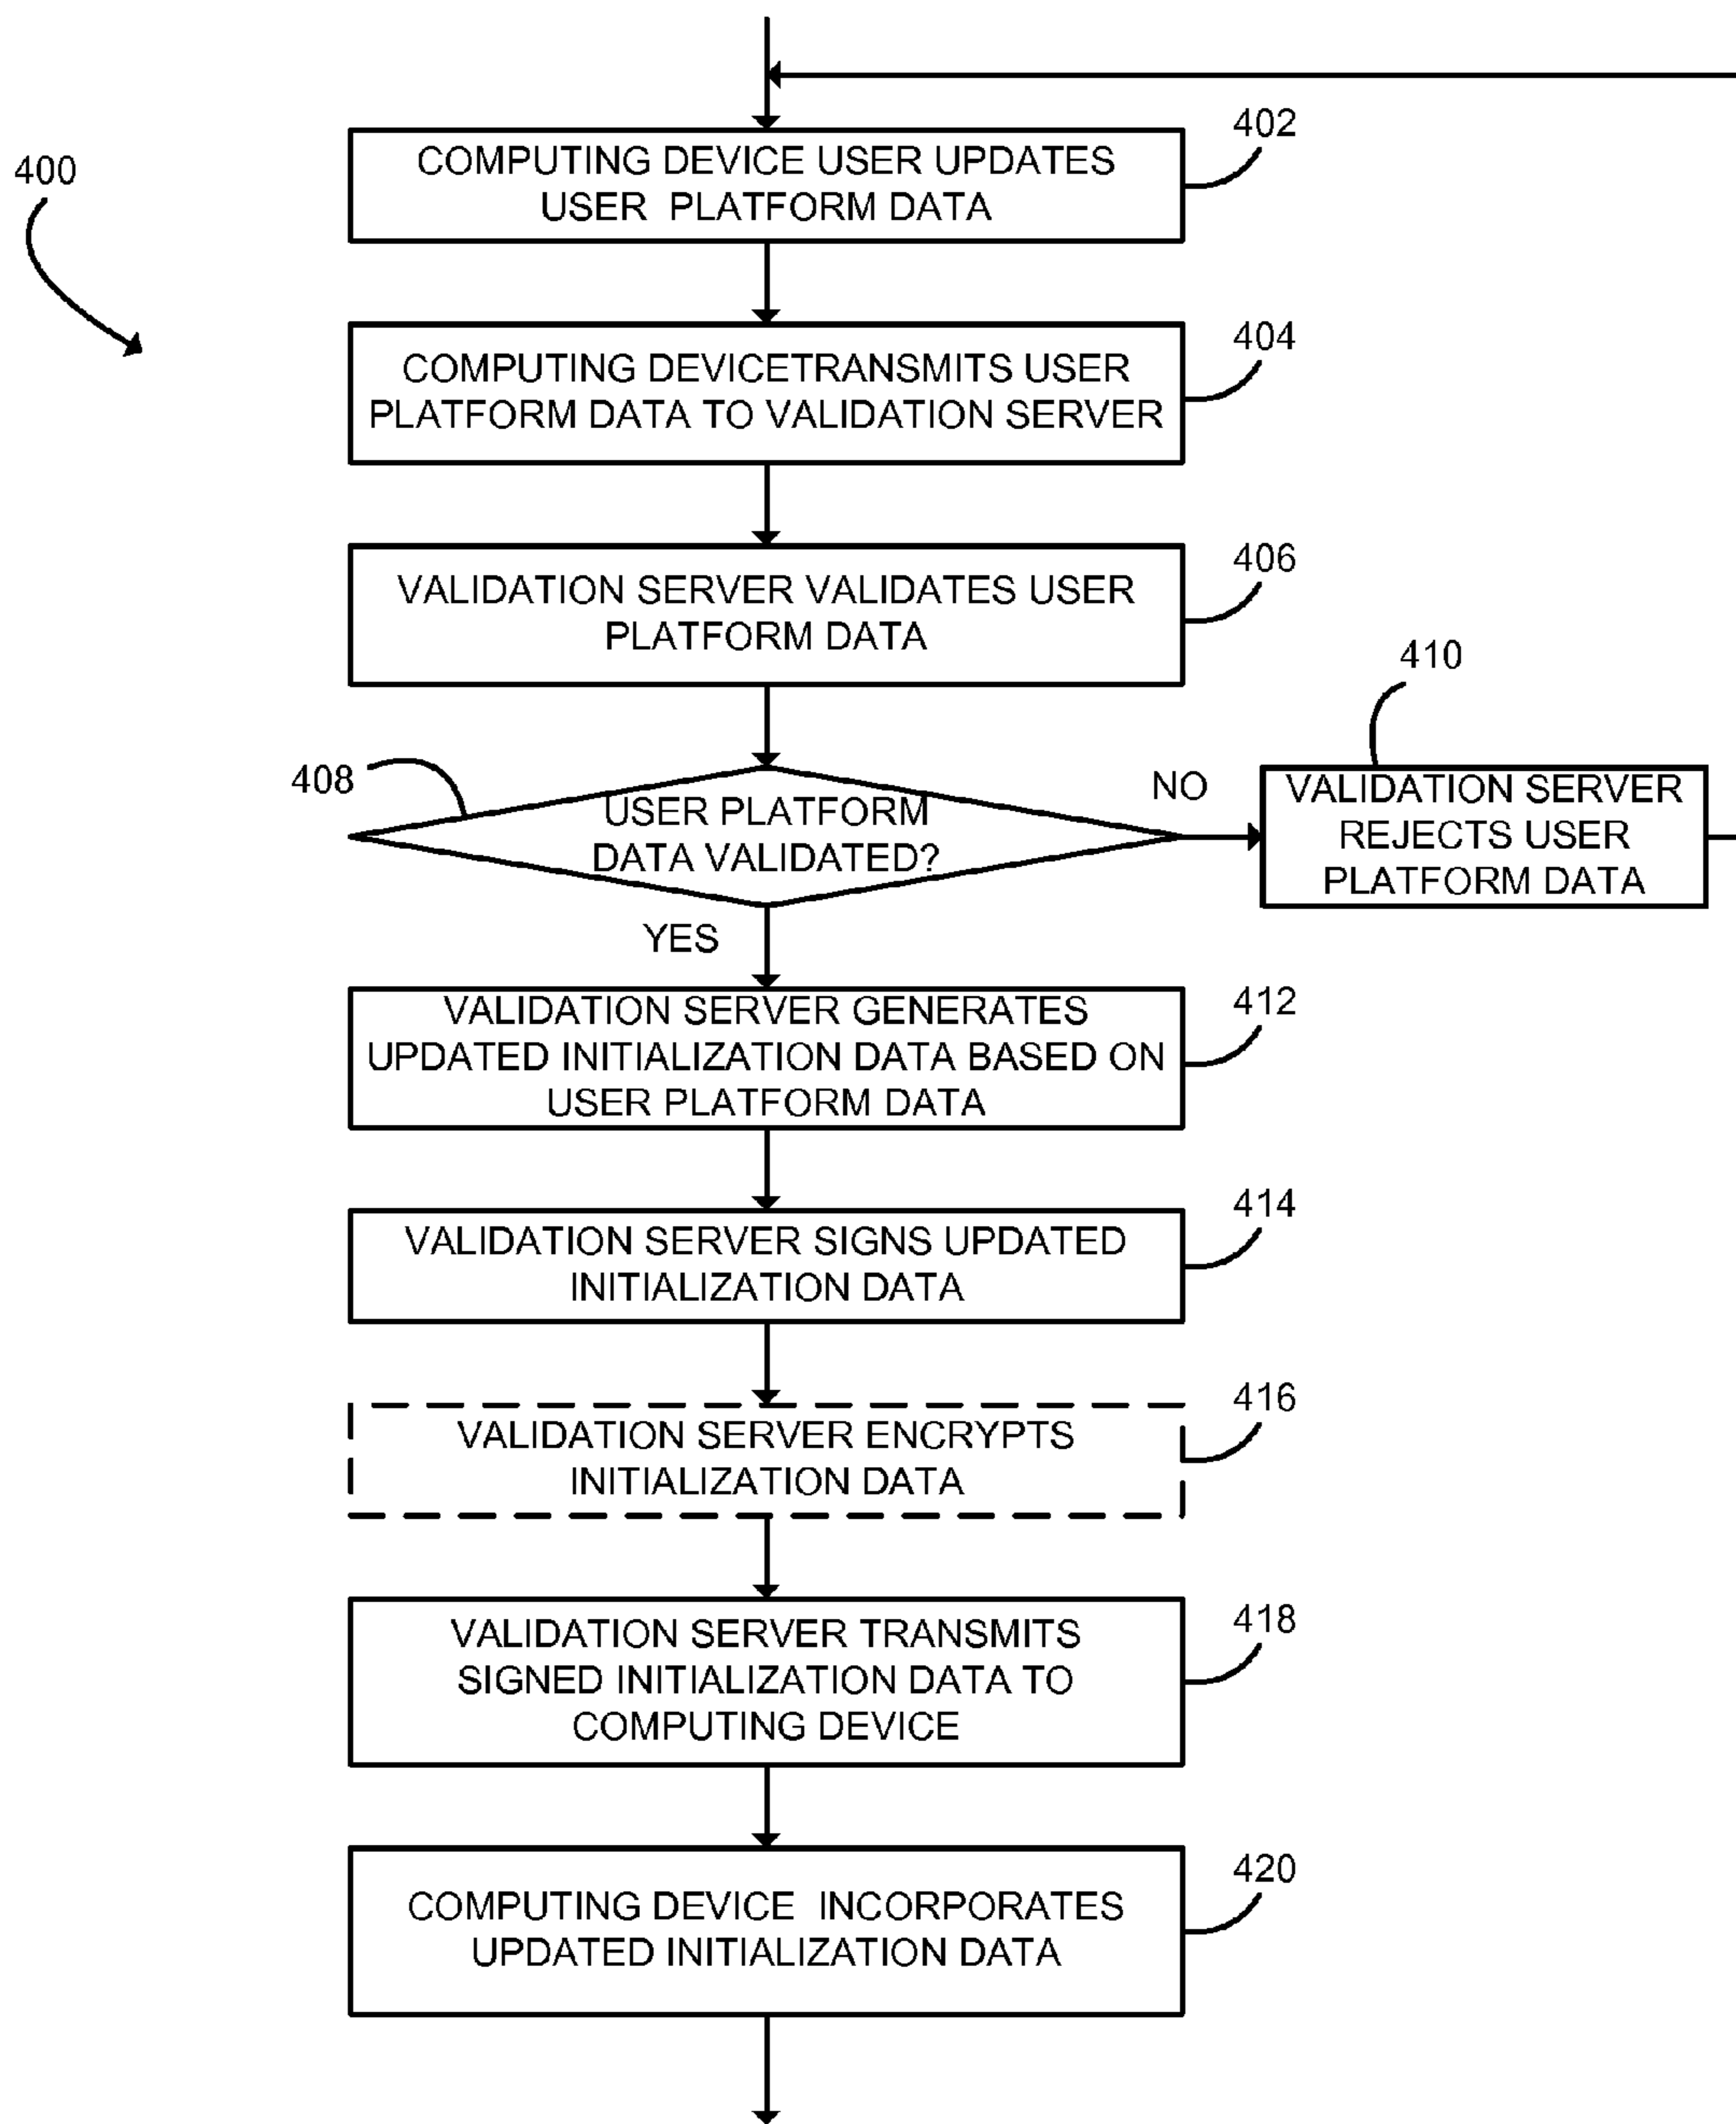 402
COMPUTING DEVICE USER UPDATES
USER PLATFORM DATA
400
404
COMPUTING DEVICETRANSMITS USER
PLATFORM DATA TO VALIDATION SERVER
406
VALIDATION SERVER VALIDATES USER
PLATFORM DATA
410
408
USER PLATFORM
DATA VALIDATED?
NO
VALIDATION SERVER
REJECTS USER
PLATFORM DATA
YES
412
VALIDATION SERVER GENERATES
UPDATED INITIALIZATION DATA BASED ON
USER PLATFORM DATA
414
VALIDATION SERVER SIGNS UPDATED
INITIALIZATION DATA
416
VALIDATION SERVER ENCRYPTS
INITIALIZATION DATA
418
VALIDATION SERVER TRANSMITS
SIGNED INITIALIZATION DATA TO
COMPUTING DEVICE
420
COMPUTING DEVICE INCORPORATES
UPDATED INITIALIZATION DATA